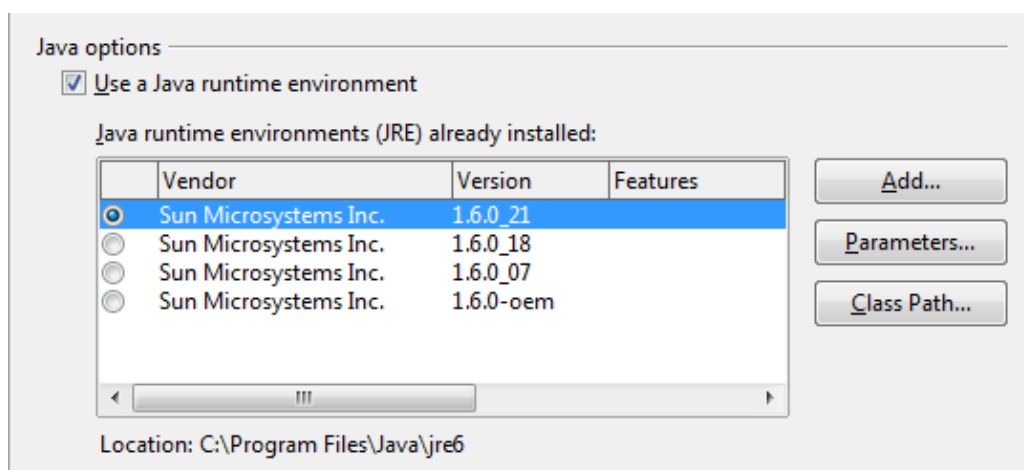 Java options
Use a Java runtime environment
Java runtime environments (JRE) already installed:
Vendor Version Features
Sun Microsystems Inc. 1.6.0_21
Sun Microsystems Inc. 1.6.0_18
Sun Microsystems Inc. 1.6.0_07
Sun Microsystems Inc. 1.6.0-oem
Add...
Parameters...
Class Path...
Location: C:\Program Files\Java\jre6